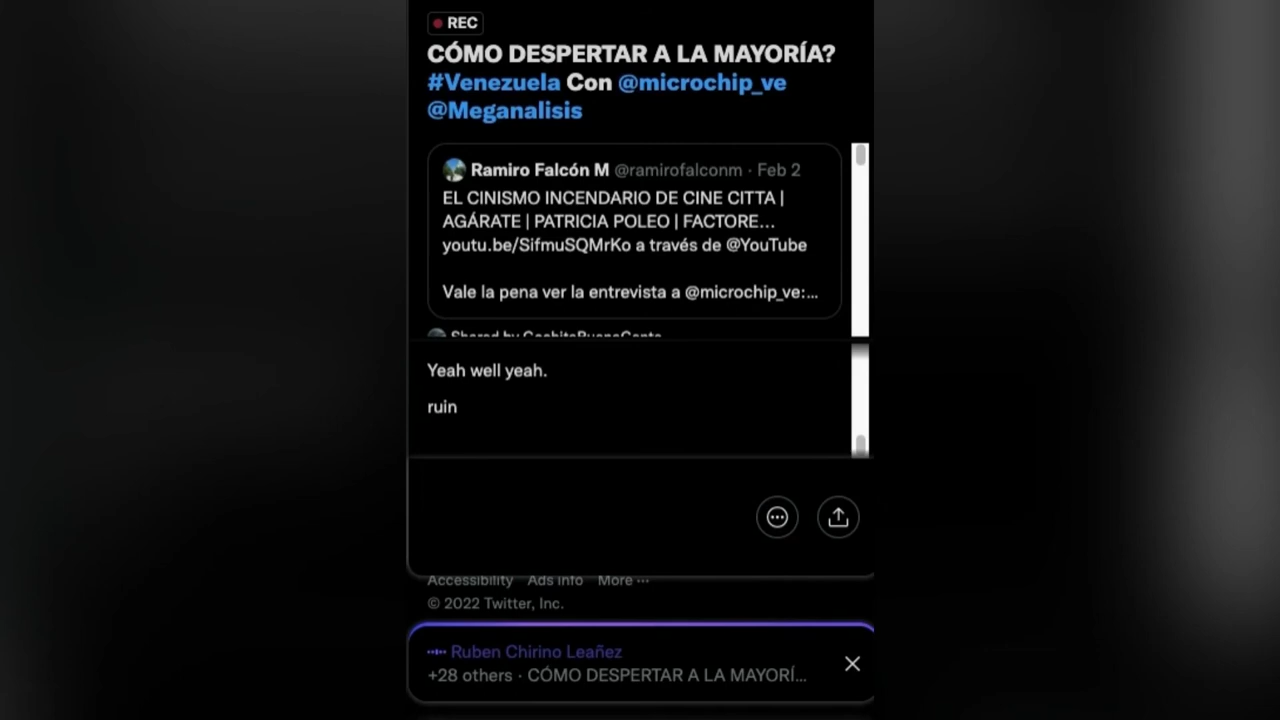 REC
CÓMO DESPERTAR A LA MAYORÍA?
#Venezuela Con @microchip_ve
@Meganalisis
Ramiro Falcón M @ramirofalconm · Feb 2
EL CINISMO INCENDARIO DE CINE CITTA |
AGÁRATE | PATRICIA POLEO | FACTORE...
youtu.be/SifmuSQMrKo a través de @YouTube
Vale la pena ver la entrevista a @microchip_ve:...
Shared by
Yeah well yeah.
ruin
Accessibility Ads info More ···
© 2022 Twitter, Inc.
Ruben Chirino Leañez
+28 others · CÓMO DESPERTAR A LA MAYORÍ...